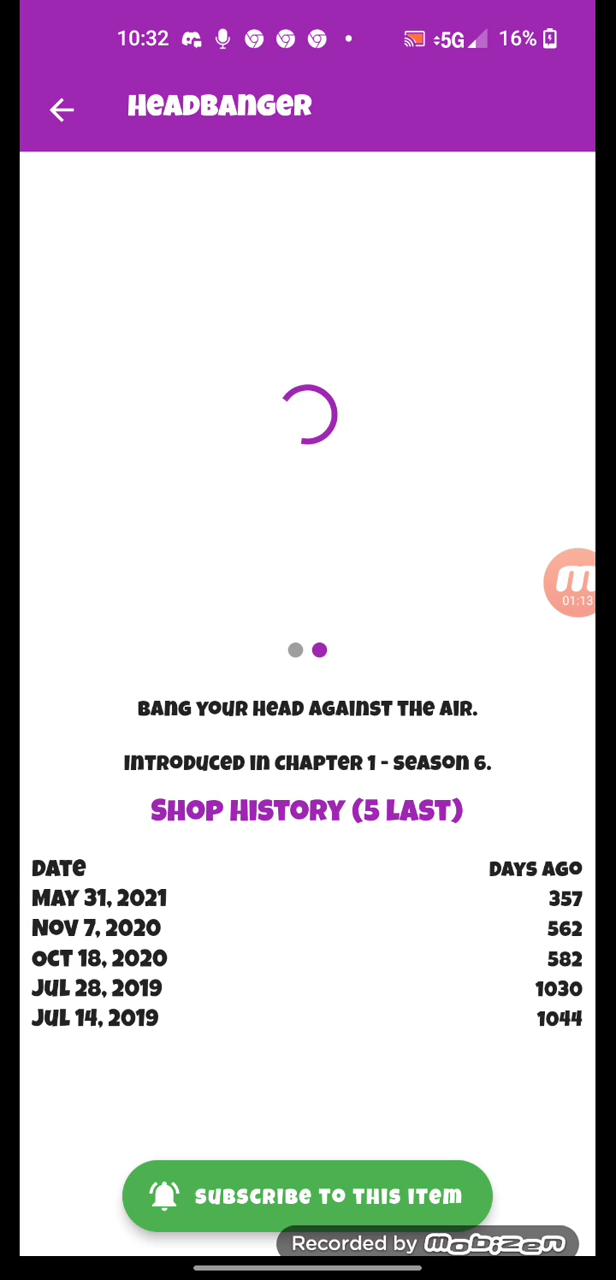 10:32 5G 16%
Headbanger
m
01:13
Bang your head against the air.
Introduced in Chapter 1 - Season 6.
Shop History (5 last)
Date Days ago
May 31, 2021 357
Nov 7, 2020 562
Oct 18, 2020 582
Jul 28, 2019 1030
Jul 14, 2019 1044
Subscribe to this item
Recorded by Mobizen